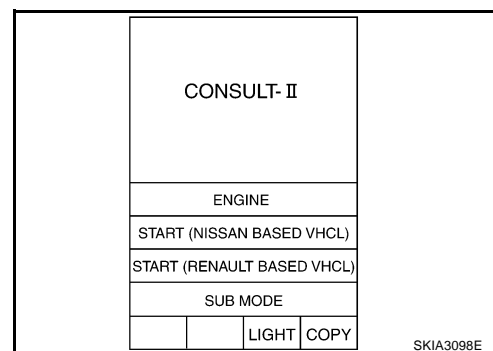 CONSULT-II
ENGINE
START (NISSAN BASED VHCL)
START (RENAULT BASED VHCL)
SUB MODE
LIGHT COPY
SKIA3098E